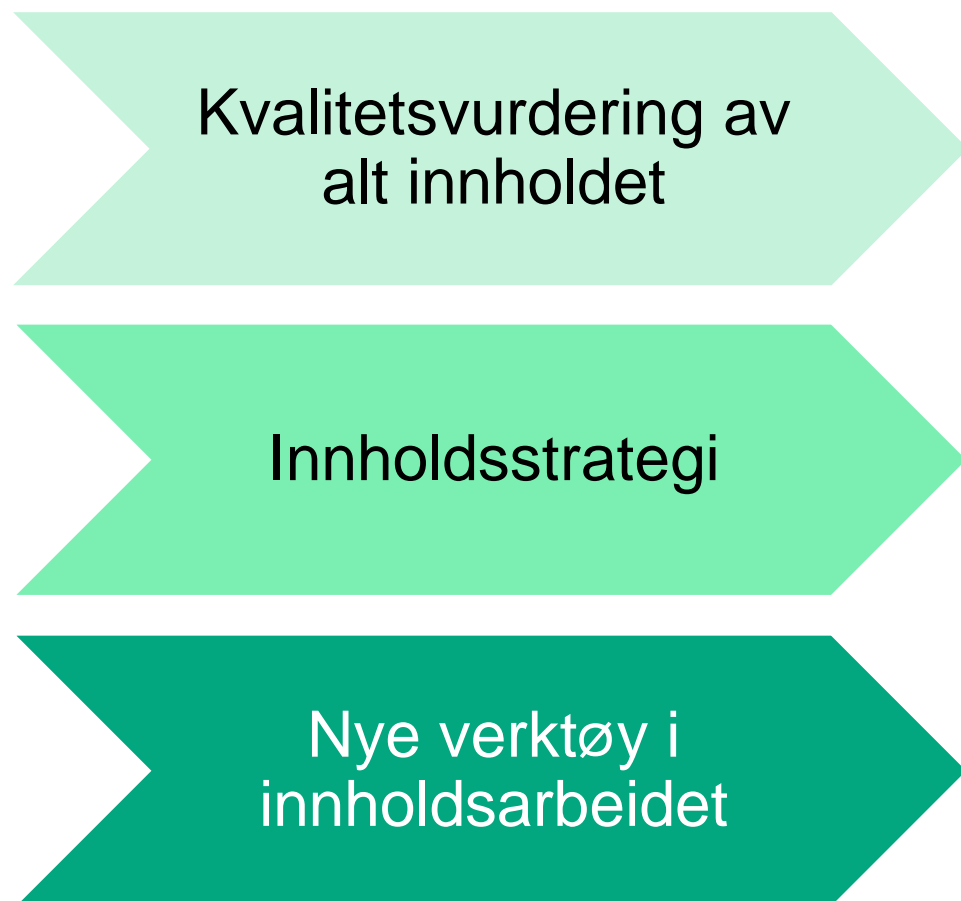 Kvalitetsvurdering av
alt innholdet
Innholdsstrategi
Nye verktøy i
innholdsarbeidet